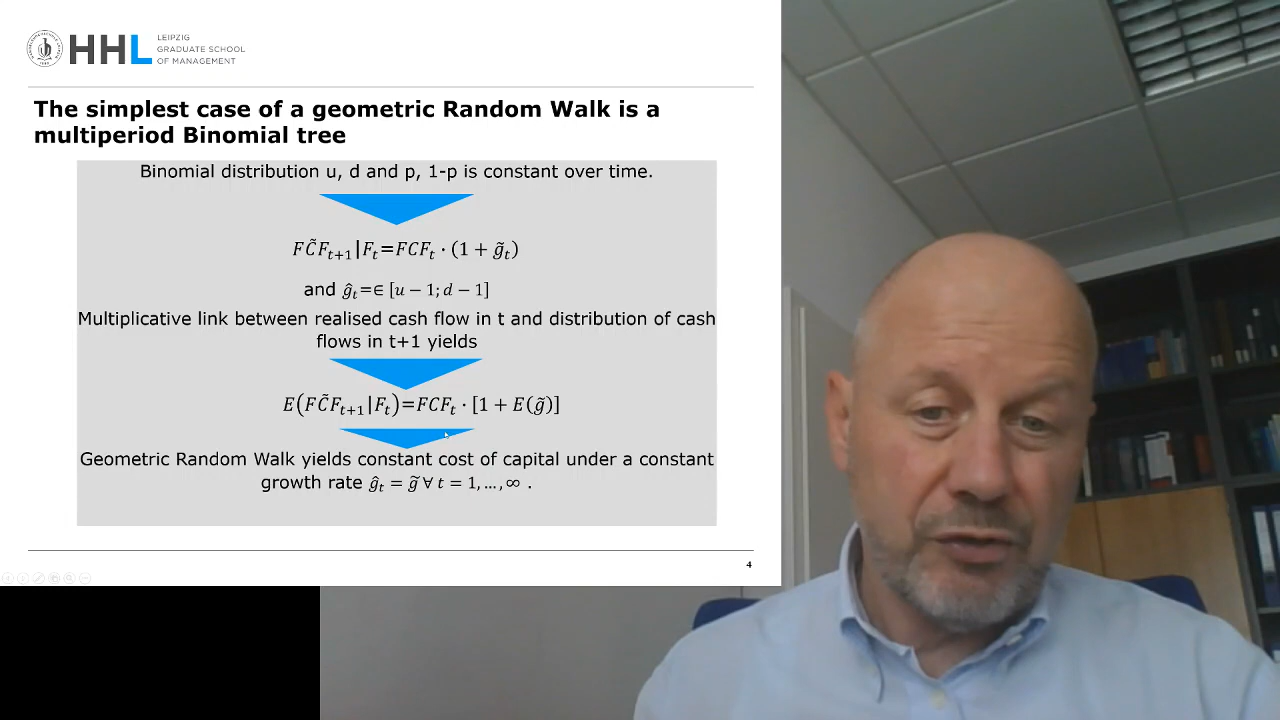 HHL
LEIPZIG
GRADUATE SCHOOL
OF MANAGEMENT
The simplest case of a geometric Random Walk is a
multiperiod Binomial tree
Binomial distribution u, d and p, 1-p is constant over time.
FC̃F_{t+1}|F_t=FCF_t · (1 + g̃_t)
and ĝ_t=∈ [u − 1; d − 1]
Multiplicative link between realised cash flow in t and distribution of cash
flows in t+1 yields
E(FC̃F_{t+1}|F_t)=FCF_t · [1 + E(g̃)]
Geometric Random Walk yields constant cost of capital under a constant
growth rate ĝ_t = g̃ ∀ t = 1, ..., ∞ .
4